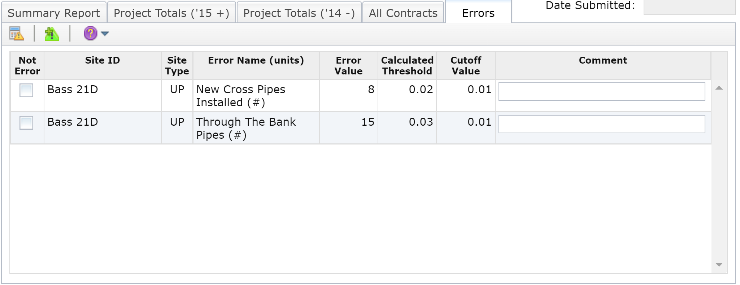 Date Submitted:
Summary Report Project Totals ('15 +) Project Totals ('14 -) All Contracts Errors
?
Not Error Site ID Site Type Error Name (units) Error Value Calculated Threshold Cutoff Value Comment
Bass 21D UP New Cross Pipes Installed (#) 8 0.02 0.01
Bass 21D UP Through The Bank Pipes (#) 15 0.03 0.01